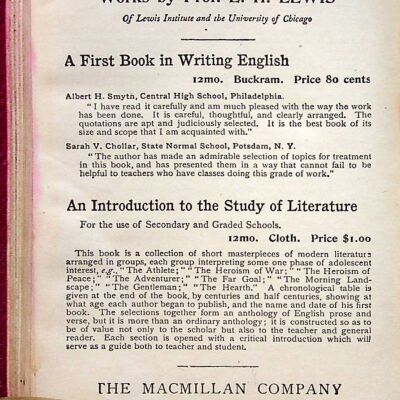 Works by Prof. E. H. LEWIS
Of Lewis Institute and the University of Chicago
A First Book in Writing English
12mo. Buckram. Price 80 cents
Albert H. Smyth, Central High School, Philadelphia.
"I have read it carefully and am much pleased with the way the work
has been done. It is careful, thoughtful, and clearly arranged. The
quotations are apt and judiciously selected. It is the best book of its
size and scope that I am acquainted with."
Sarah V. Chollar, State Normal School, Potsdam, N. Y.
"The author has made an admirable selection of topics for treatment
in this book, and has presented them in a way that cannot fail to be
helpful to teachers who have classes doing this grade of work."
An Introduction to the Study of Literature
For the use of Secondary and Graded Schools.
12mo. Cloth. Price $1.00
This book is a collection of short masterpieces of modern literature
arranged in groups, each group interpreting some one phase of adolescent
interest, e.g., "The Athlete;" "The Heroism of War;" "The Heroism of
Peace;" "The Adventurer;" "The Far Goal;" "The Morning Land-
scape;" "The Gentleman;" "The Hearth." A chronological table is
given at the end of the book, by centuries and half centuries, showing at
what age each author began to publish, and the name and date of his first
book. The selections together form an anthology of English prose and
verse, but it is more than an ordinary anthology; it is constructed so as to
be of value not only to the scholar but also to the teacher and general
reader. Each section is opened with a critical introduction which will
serve as a guide both to teacher and student.
THE MACMILLAN COMPANY